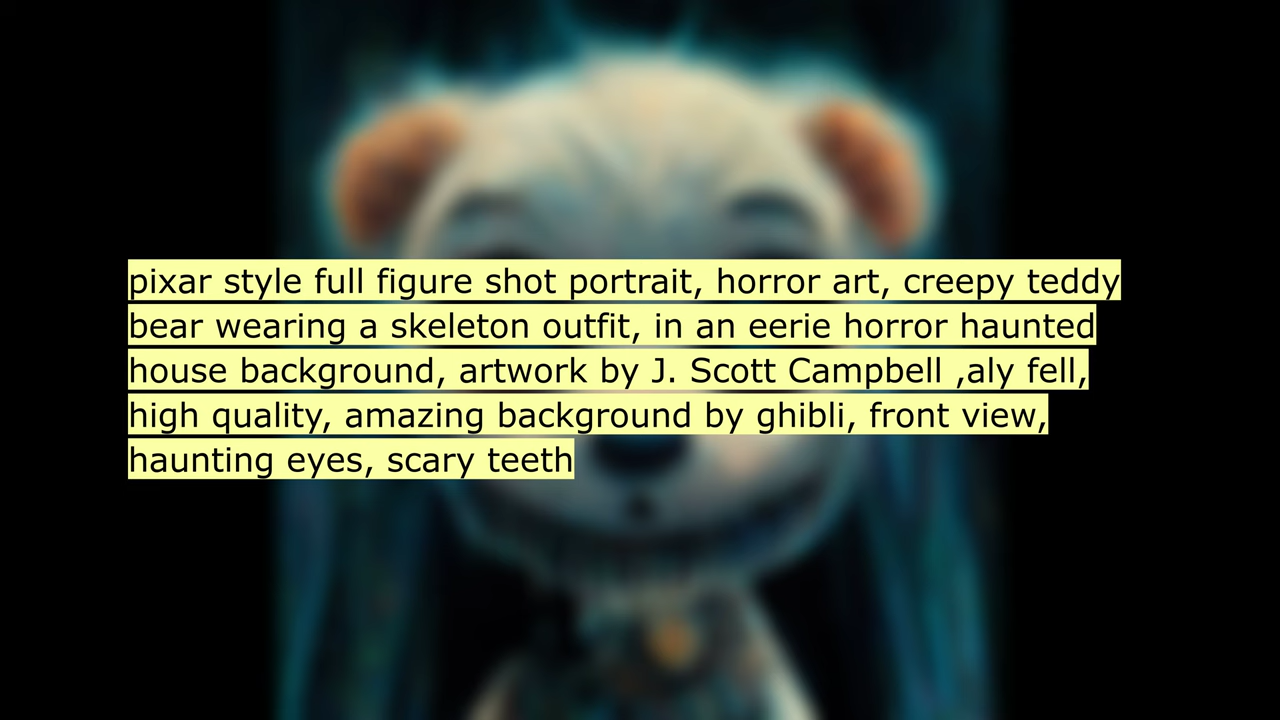 pixar style full figure shot portrait, horror art, creepy teddy
bear wearing a skeleton outfit, in an eerie horror haunted
house background, artwork by J. Scott Campbell ,aly fell,
high quality, amazing background by ghibli, front view,
haunting eyes, scary teeth